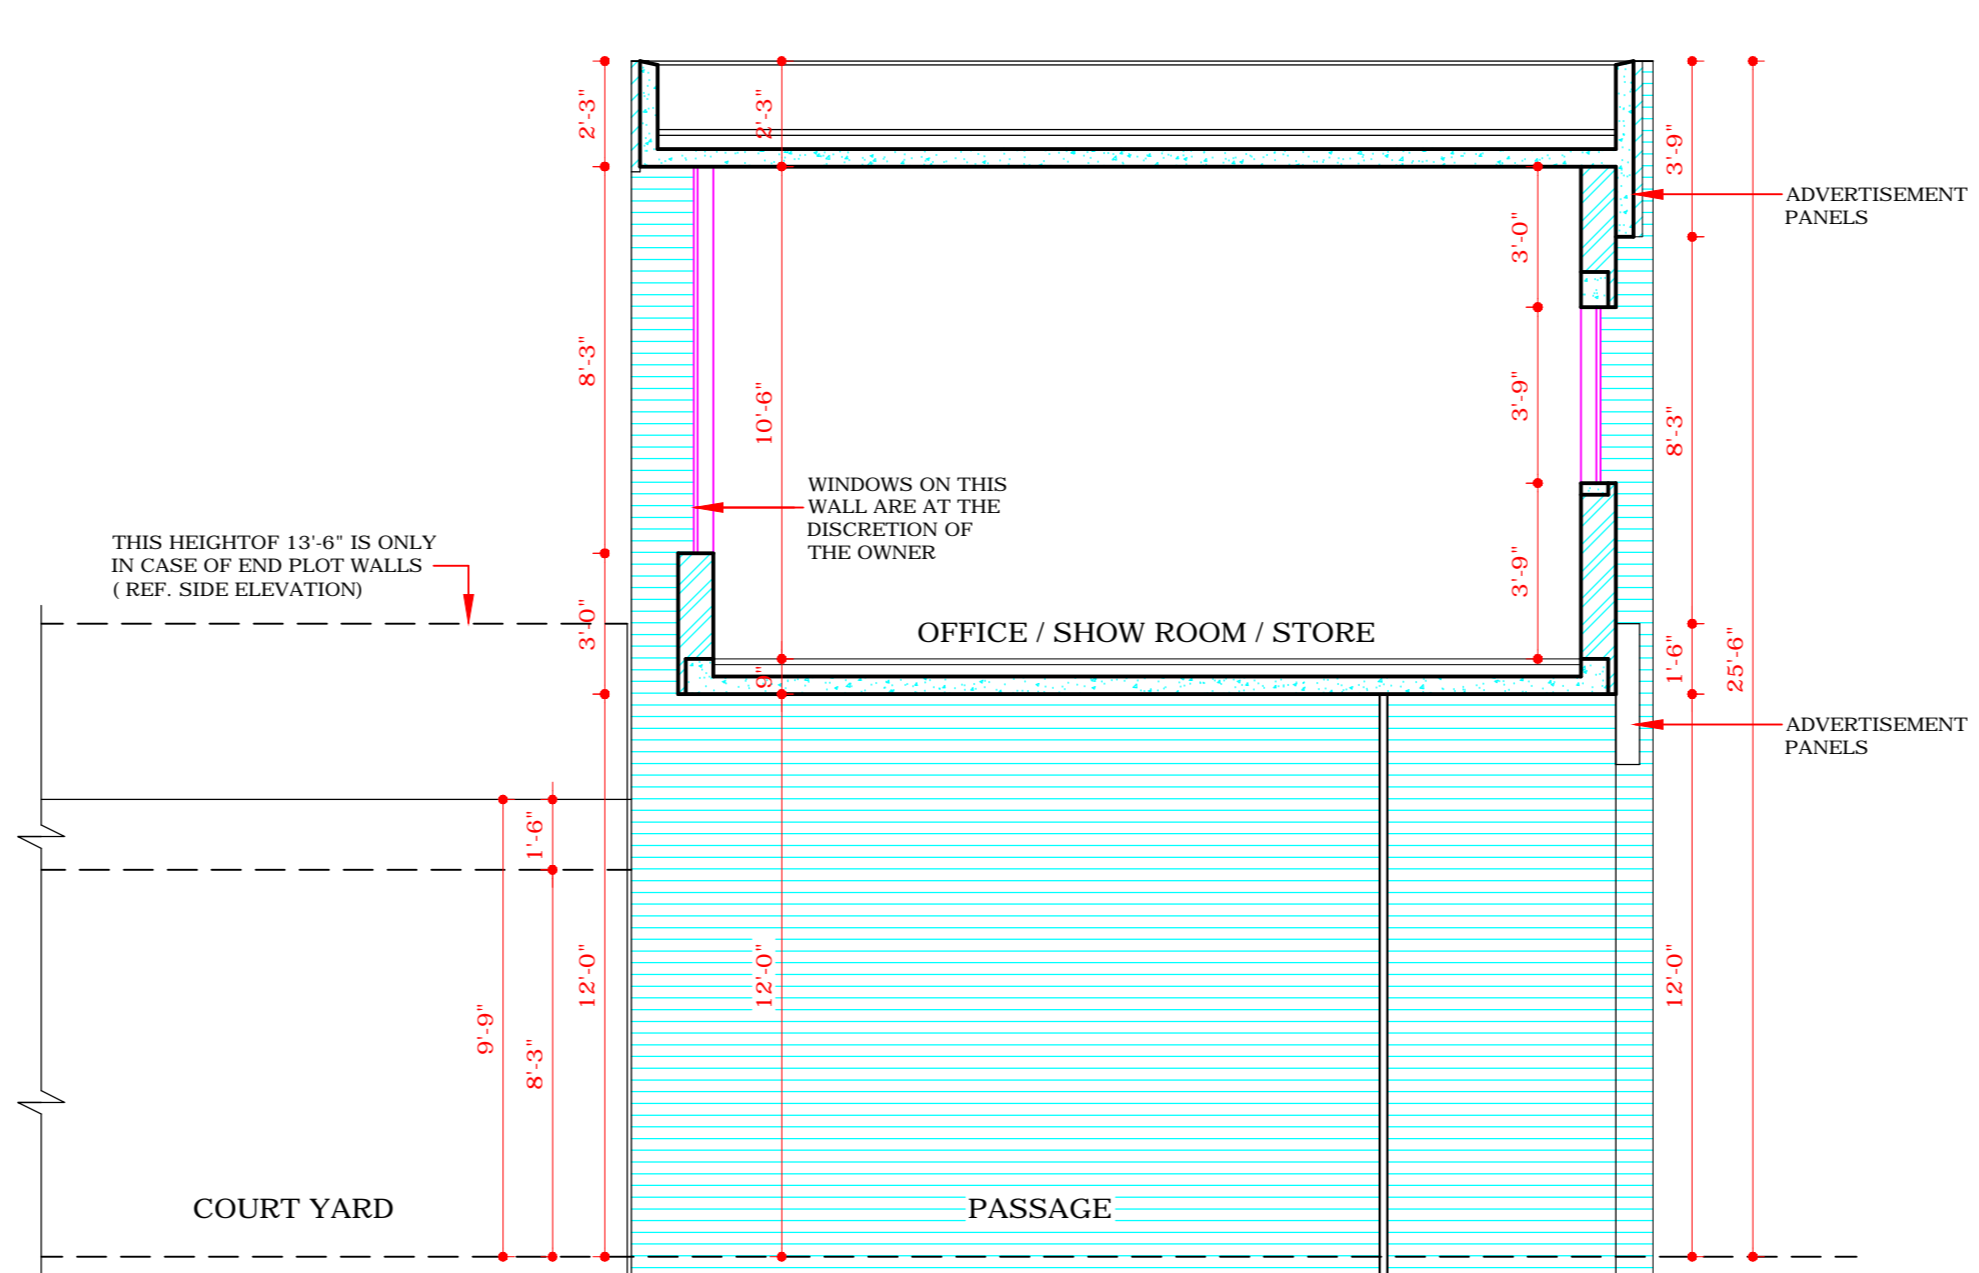 2'-3"
2'-3"
3'-9"
ADVERTISEMENT
PANELS
3'-0"
8'-3"
10'-6"
3'-9"
8'-3"
WINDOWS ON THIS
WALL ARE AT THE
DISCRETION OF
THE OWNER
THIS HEIGHTOF 13'-6" IS ONLY
IN CASE OF END PLOT WALLS
( REF. SIDE ELEVATION)
3'-9"
3'-0"
OFFICE / SHOW ROOM / STORE
9"
1'-6"
25'-6"
ADVERTISEMENT
PANELS
1'-6"
12'-0"
12'-0"
12'-0"
9'-9"
8'-3"
COURT YARD
PASSAGE